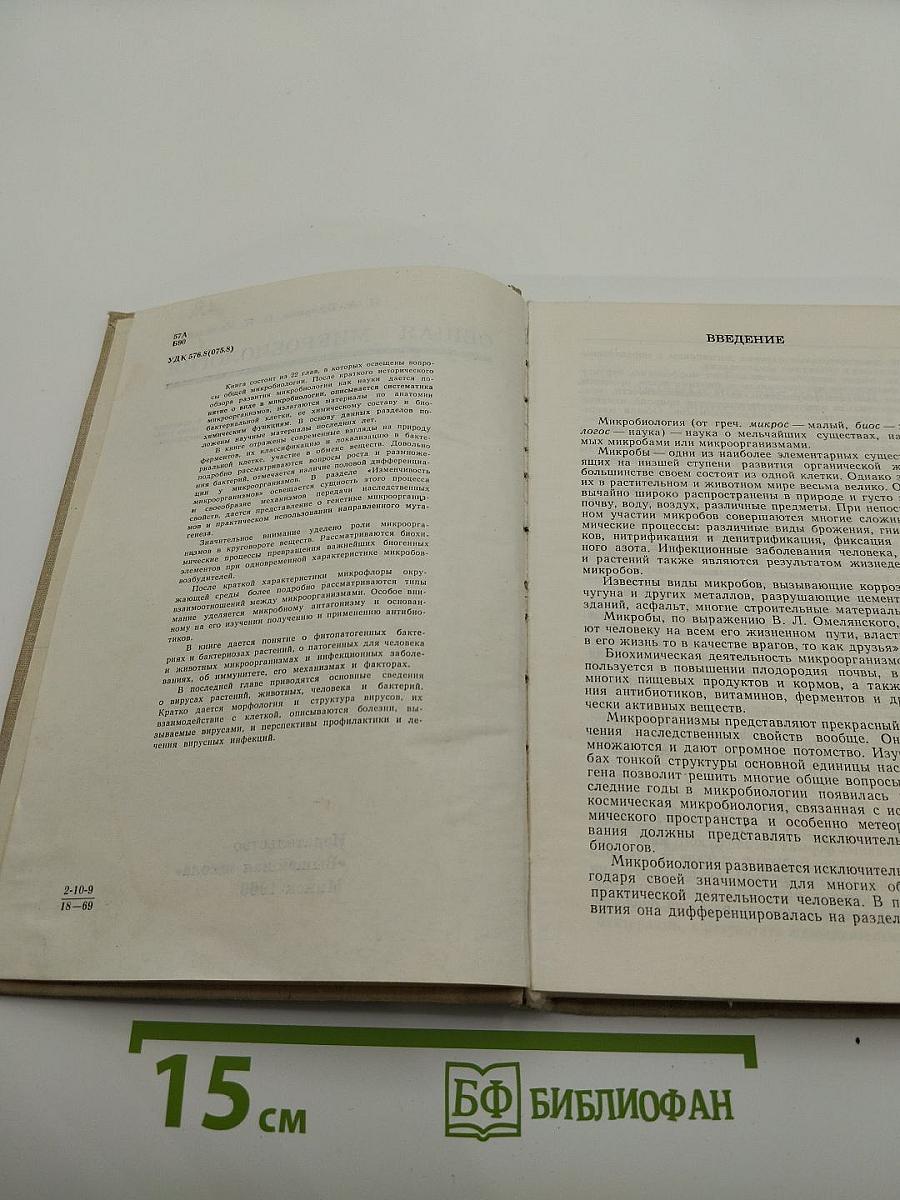 57А
Б90
УДК 576.8(075.8)
Книга состоит из 22 глав, в которых освещены вопро-
сы общей микробиологии. После краткого исторического
обзора развития микробиологии как науки дается по-
нятие о виде в микробиологии, описывается систематика
микроорганизмов, излагаются материалы по анатомии
бактериальной клетки, ее химическому составу и био-
химическим функциям. В основу данных разделов по-
ложены научные материалы последних лет.
В книге отражены современные взгляды на природу
ферментов, их классификацию и локализацию в бакте-
риальной клетке, участие в обмене веществ. Довольно
подробно рассматриваются вопросы роста и размноже-
ния бактерий, отмечается наличие половой дифференциа-
ции у микроорганизмов. В разделе «Изменчивость
микроорганизмов» освещается сущность этого процесса
и своеобразие механизмов передачи наследственных
свойств, дается представление о генетике микроорганиз-
мов и практическом использовании направленного мута-
генеза.
Значительное внимание уделено роли микроорга-
низмов в круговороте веществ. Рассматриваются биохи-
мические процессы превращения важнейших биогенных
элементов при одновременной характеристике микробов-
возбудителей.
После краткой характеристики микрофлоры окру-
жающей среды более подробно рассматриваются типы
взаимоотношений между микроорганизмами. Особое вни-
мание уделяется микробному антагонизму и основан-
ному на его изучении получению и применению антибио-
тиков.
В книге дается понятие о фитопатогенных бакте-
риях и бактериозах растений, о патогенных для человека
и животных микроорганизмах и инфекционных заболе-
ваниях, об иммунитете, его механизмах и факторах.
В последней главе приводятся основные сведения
о вирусах растений, животных, человека и бактерий.
Кратко дается морфология и структура вирусов, их
взаимодействие с клеткой, описываются болезни, вы-
зываемые вирусами, и перспективы профилактики и ле-
чения вирусных инфекций.
2-10-9
18—69
ВВЕДЕНИЕ
Микробиология (от греч. микрос — малый, биос —
логос — наука) — наука о мельчайших существах, на
мых микробами или микроорганизмами.
Микробы — одни из наиболее элементарных сущест
ящих на низшей ступени развития органической ж
большинстве своем состоит из одной клетки. Однако з
их в растительном и животном мире весьма велико. О
вычайно широко распространены в природе и густо
почву, воду, воздух, различные предметы. При непос
ном участии микробов совершаются многие сложны
мические процессы: различные виды брожения, гни
ков, нитрификация и денитрификация, фиксация
ного азота. Инфекционные заболевания человека,
и растений также являются результатом жизнеде
микробов.
Известны виды микробов, вызывающие корроз
чугуна и других металлов, разрушающие цемент
зданий, асфальт, многие строительные материалы
Микробы, по выражению В. Л. Омелянского,
ют человеку на всем его жизненном пути, власт
в его жизнь то в качестве врагов, то как друзья»
Биохимическая деятельность микроорганизмо
пользуется в повышении плодородия почвы, в
многих пищевых продуктов и кормов, а такж
ния антибиотиков, витаминов, ферментов и др
чески активных веществ.
Микроорганизмы представляют прекрасный
чения наследственных свойств вообще. Он
множаются и дают огромное потомство. Изу
бах тонкой структуры основной единицы нас
гена позволит решить многие общие вопросы
следние годы в микробиологии появилась
космическая микробиология, связанная с ис
мического пространства и особенно метеор
вания должны представлять исключитель
биологов.
Микробиология развивается исключитель
годаря своей значимости для многих об
практической деятельности человека. В п
вития она дифференцировалась на раздел
15 см
БФ БИБЛИОФАН